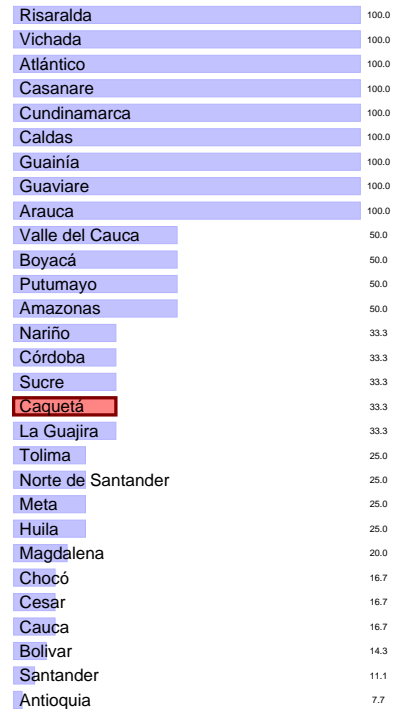 Risaralda 100.0
Vichada 100.0
Atlántico 100.0
Casanare 100.0
Cundinamarca 100.0
Caldas 100.0
Guainía 100.0
Guaviare 100.0
Arauca 100.0
Valle del Cauca 50.0
Boyacá 50.0
Putumayo 50.0
Amazonas 50.0
Nariño 33.3
Córdoba 33.3
Sucre 33.3
Caquetá 33.3
La Guajira 33.3
Tolima 25.0
Norte de Santander 25.0
Meta 25.0
Huila 25.0
Magdalena 20.0
Chocó 16.7
Cesar 16.7
Cauca 16.7
Bolivar 14.3
Santander 11.1
Antioquia 7.7